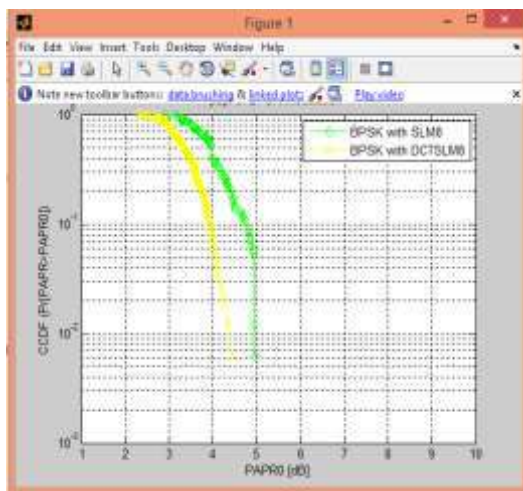 Figure 1
File Edit View Insert Tools Desktop Window Help
Note new toolbar buttons: data brushing & linked plots Play video
BPSK with SLM8
BPSK with DCTSLM8
CCDF (Pr[PAPR>PAPR0])
10^0
10^-1
10^-2
10^-3
1 2 3 4 5 6 7 8 9 10
PAPR0 [dB]